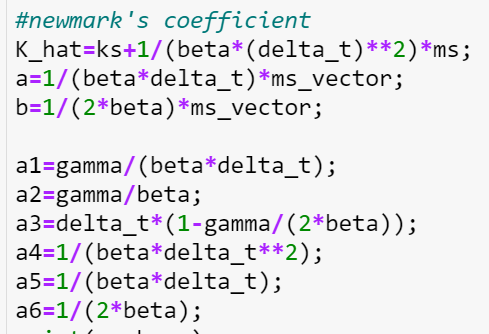 #newmark's coefficient
K_hat=ks+1/(beta*(delta_t)**2)*ms;
a=1/(beta*delta_t)*ms_vector;
b=1/(2*beta)*ms_vector;
a1=gamma/(beta*delta_t);
a2=gamma/beta;
a3=delta_t*(1-gamma/(2*beta));
a4=1/(beta*delta_t**2);
a5=1/(beta*delta_t);
a6=1/(2*beta);